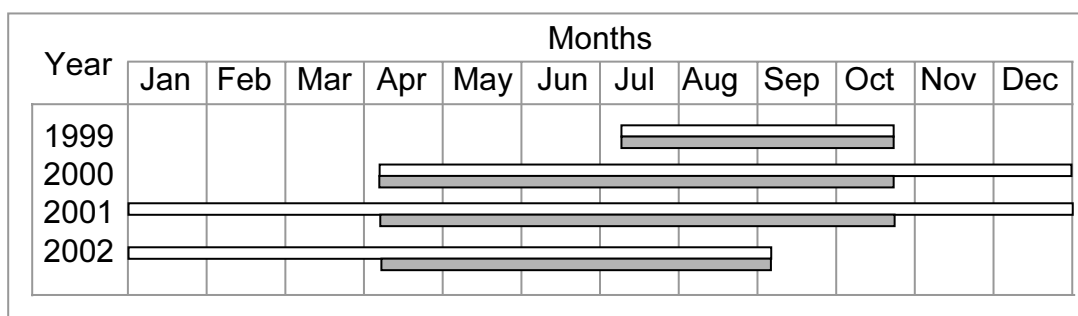 Months
Year
Jan Feb Mar Apr May Jun Jul Aug Sep Oct Nov Dec
1999
2000
2001
2002